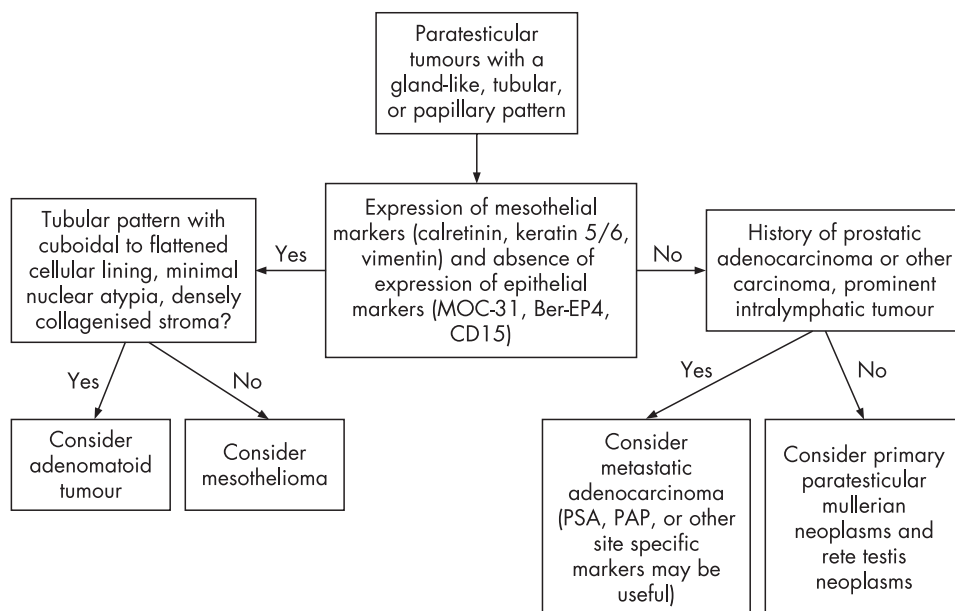 Paratesticular
tumours with a
gland-like, tubular,
or papillary pattern
Tubular pattern with
cuboidal to flattened
cellular lining, minimal
nuclear atypia, densely
collagenised stroma?
Yes
Expression of mesothelial
markers (calretinin, keratin 5/6,
vimentin) and absence of
expression of epithelial
markers (MOC-31, Ber-EP4,
CD15)
No
History of prostatic
adenocarcinoma or other
carcinoma, prominent
intralymphatic tumour
Yes
No
Yes
No
Consider
adenomatoid
tumour
Consider
mesothelioma
Consider
metastatic
adenocarcinoma
(PSA, PAP, or other
site specific
markers may be
useful)
Consider primary
paratesticular
mullerian
neoplasms and
rete testis
neoplasms